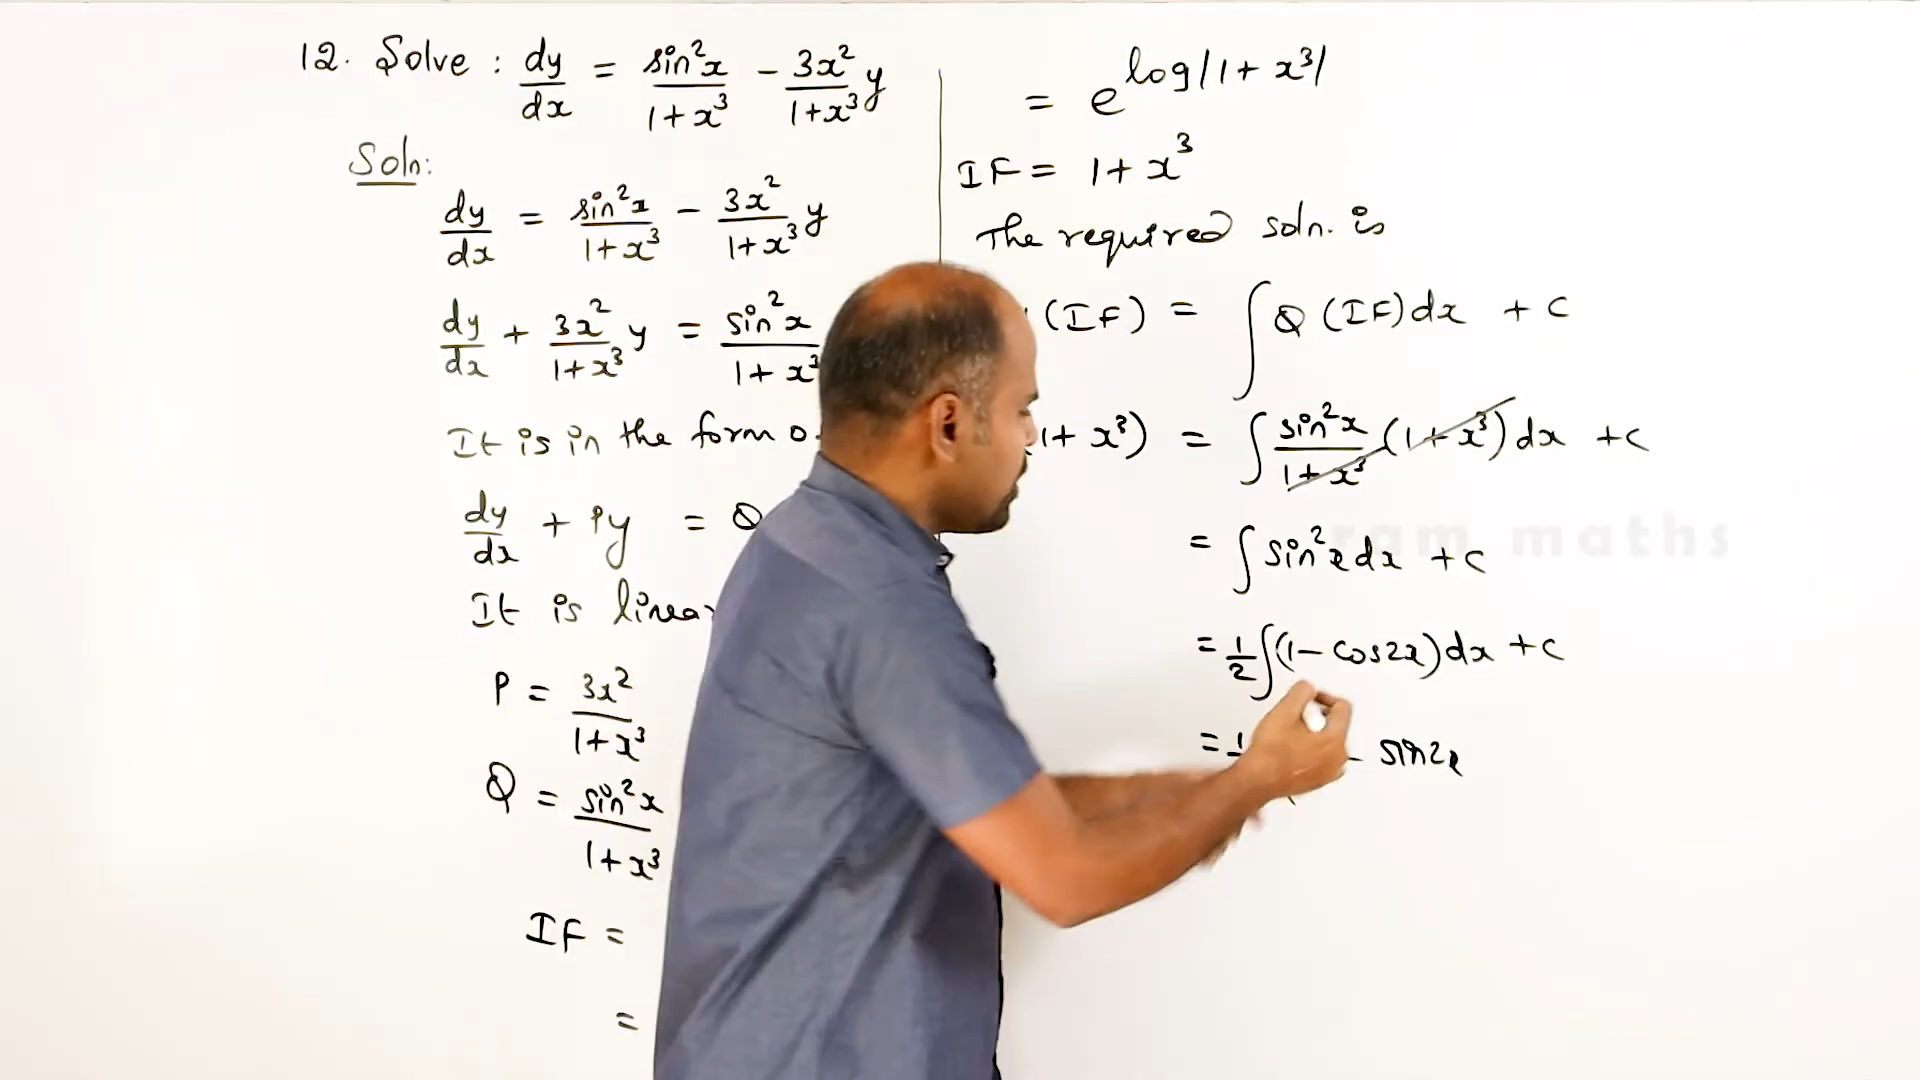 12. Solve : dy/dx = sin²x/1+x³ - 3x²/1+x³ y
Soln:
dy/dx = sin²x/1+x³ - 3x²/1+x³ y
dy/dx + 3x²/1+x³ y = sin²x/1+x³
It is in the form
dy/dx + Py = Q
It is
P = 3x²/1+x³
Q = sin²x/1+x³
IF =
=
= e^log|1+x³|
IF = 1+x³
The required soln. is
(IF) = ∫Q (IF)dx + c
1+x³) = ∫sin²x/1+x³ (1+x³)dx + c
= ∫sin²x dx + c
= 1/2∫(1-cos2x)dx + c
= - sin2x
ram maths